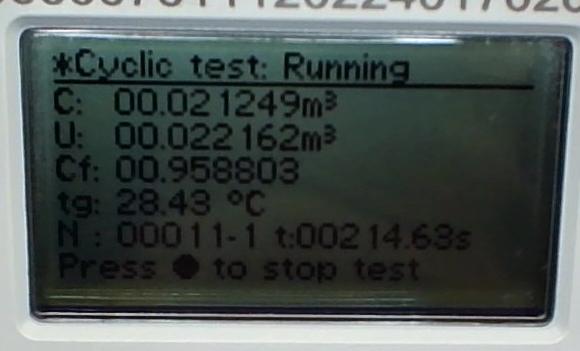 *Cyclic test: Running
C: 00.021249m³
U: 00.022162m³
Cf: 00.958803
tg: 28.43 °C
N : 00011-1 t:00214.63s
Press ● to stop test